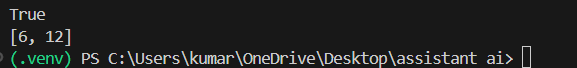 True
[6, 12]
(.venv) PS C:\Users\kumar\OneDrive\Desktop\assistant ai>